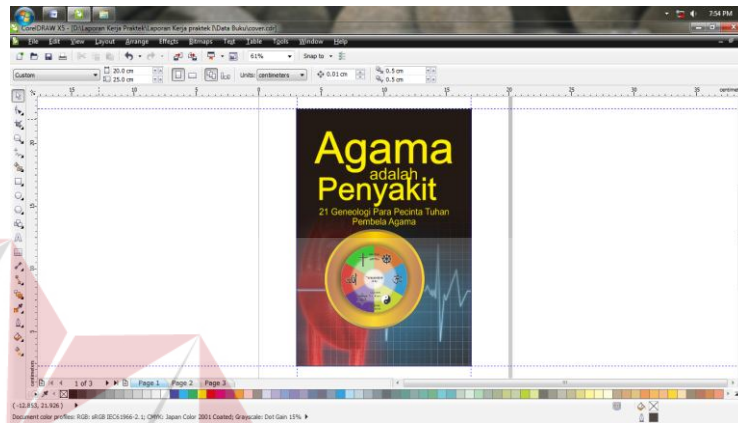 7:54 PM
CorelDRAW X5 - [D:\Laporan Kerja Praktek\Laporan Kerja praktek I\Data Buku\cover.cdr]
File Edit View Layout Arrange Effects Bitmaps Text Table Tools Window Help
61% Snap to
Custom 20.0 cm 25.0 cm Units: centimeters 0.01 cm 0.5 cm 0.5 cm
Agama
adalah
Penyakit
21 Geneologi Para Pecinta Tuhan
Pembela Agama
1 of 3 Page 1 Page 2 Page 3
(-12.853, 21.926)
Document color profiles: RGB: sRGB IEC61966-2.1; CMYK: Japan Color 2001 Coated; Grayscale: Dot Gain 15%